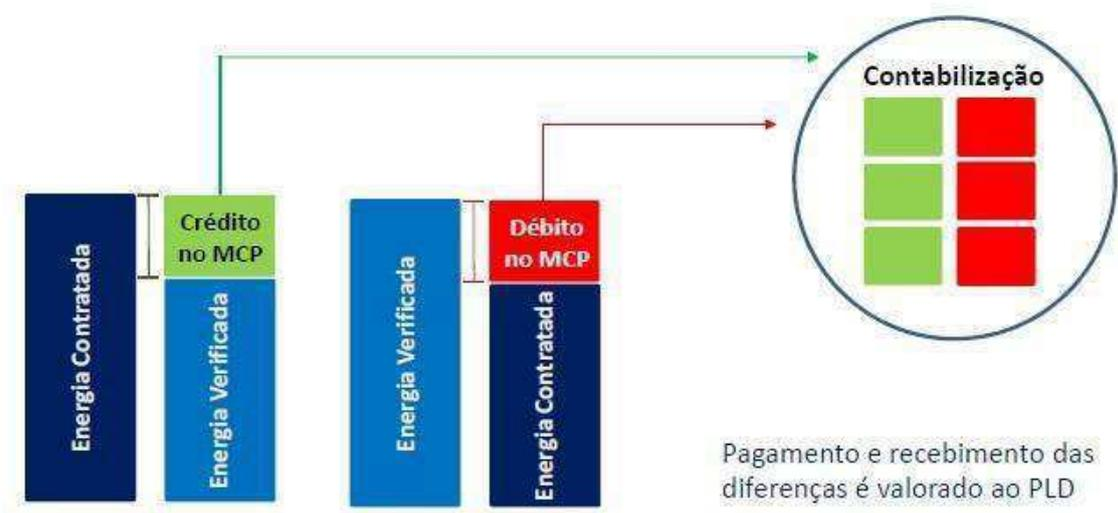 Contabilização
Crédito
no MCP
Débito
no MCP
Energia Contratada
Energia Verificada
Energia Verificada
Energia Contratada
Pagamento e recebimento das
diferenças é valorado ao PLD